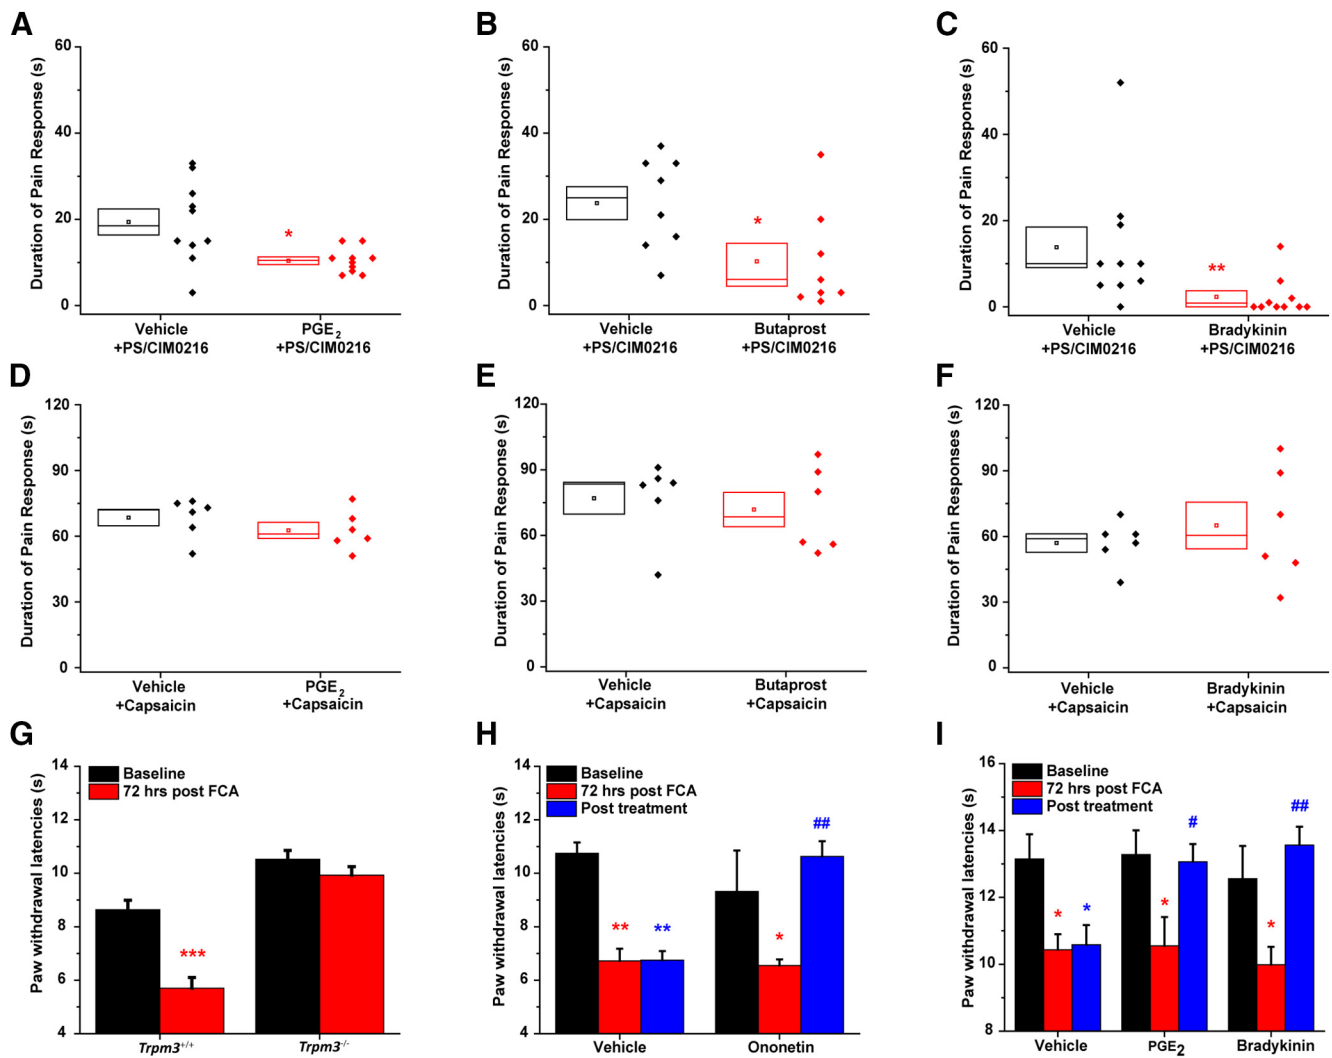 A
Duration of Pain Response (s)
60
40
20
0
*
Vehicle
+PS/CIM0216
PGE2
+PS/CIM0216
B
Duration of Pain Response (s)
60
40
20
0
*
Vehicle
+PS/CIM0216
Butaprost
+PS/CIM0216
C
Duration of Pain Response (s)
60
40
20
0
**
Vehicle
+PS/CIM0216
Bradykinin
+PS/CIM0216
D
Duration of Pain Response (s)
120
90
60
30
0
Vehicle
+Capsaicin
PGE2
+Capsaicin
E
Duration of Pain Response (s)
120
90
60
30
0
Vehicle
+Capsaicin
Butaprost
+Capsaicin
F
Duration of Pain Responses (s)
120
90
60
30
0
Vehicle
+Capsaicin
Bradykinin
+Capsaicin
G
Paw withdrawal latencies (s)
14
12
10
8
6
4
Baseline
72 hrs post FCA
***
Trpm3+/+
Trpm3-/-
H
Paw withdrawal latencies (s)
14
12
10
8
6
4
Baseline
72 hrs post FCA
Post treatment
**
**
*
##
Vehicle
Ononetin
I
Paw withdrawal latencies (s)
16
14
12
10
8
Baseline
72 hrs post FCA
Post treatment
*
*
*
#
*
##
Vehicle
PGE2
Bradykinin